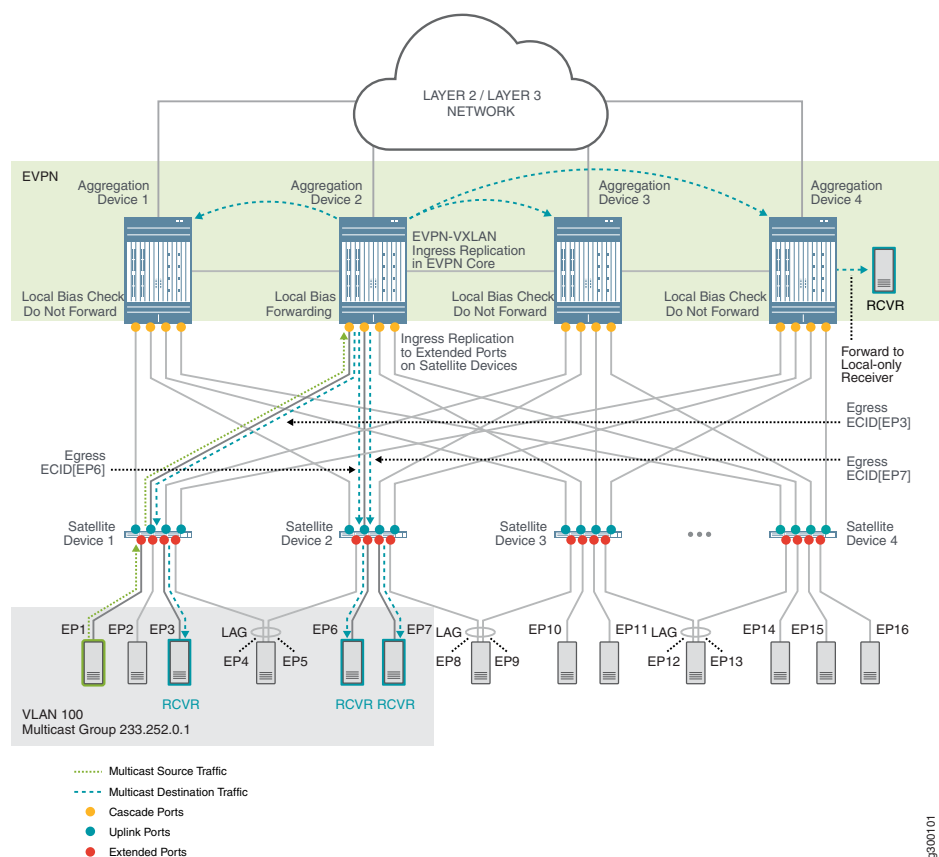 LAYER 2 / LAYER 3
NETWORK
EVPN
Aggregation
Device 1
Aggregation
Device 2
Aggregation
Device 3
Aggregation
Device 4
EVPN-VXLAN
Ingress Replication
in EVPN Core
Local Bias Check
Do Not Forward
Local Bias
Forwarding
Local Bias Check
Do Not Forward
Local Bias Check
Do Not Forward
RCVR
Ingress Replication
to Extended Ports
on Satellite Devices
Forward to
Local-only
Receiver
Egress
ECID[EP3]
Egress
ECID[EP6]
Egress
ECID[EP7]
Satellite
Device 1
Satellite
Device 2
Satellite
Device 3
Satellite
Device 4
EP1
EP2
EP3
LAG
EP4
EP5
EP6
EP7
LAG
EP8
EP9
EP10
EP11
LAG
EP12
EP13
EP14
EP15
EP16
RCVR
RCVR
RCVR
VLAN 100
Multicast Group 233.252.0.1
Multicast Source Traffic
Multicast Destination Traffic
Cascade Ports
Uplink Ports
Extended Ports
g300101